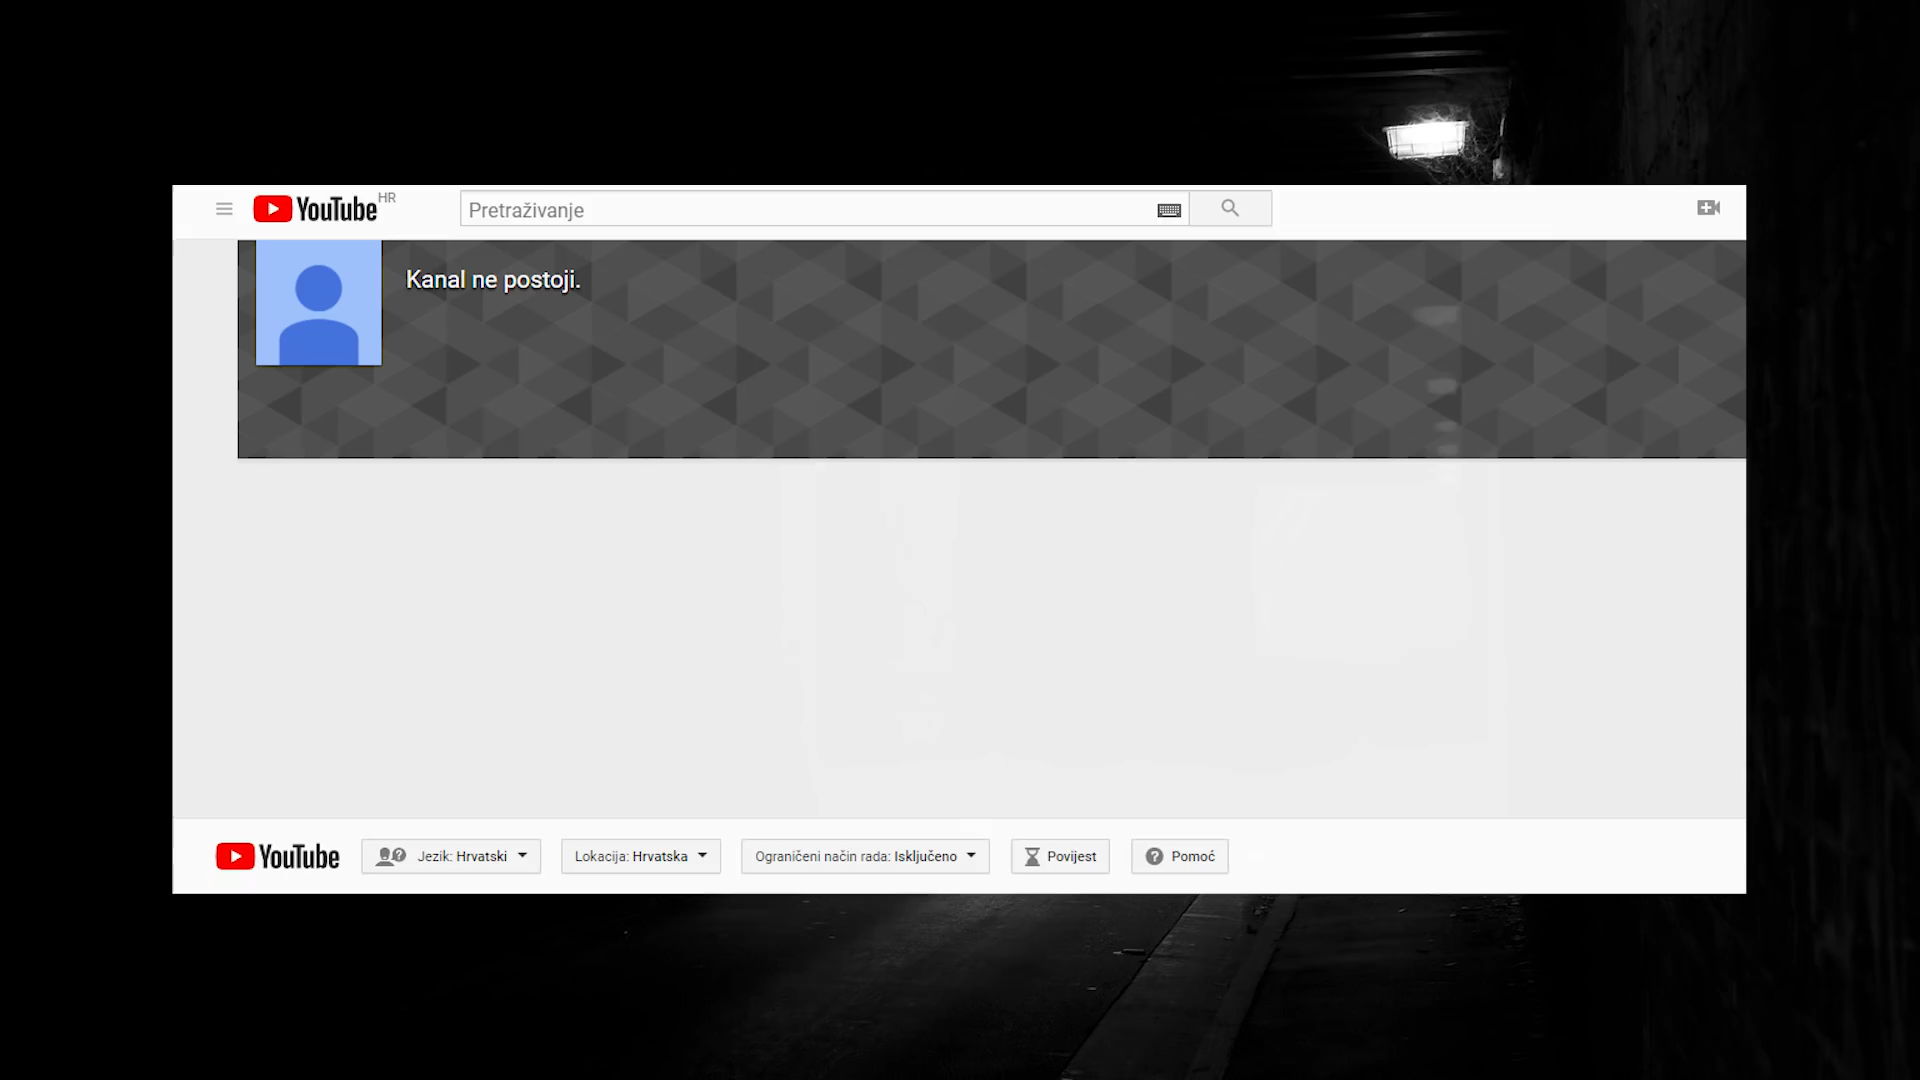 YouTube HR
Pretraživanje
Kanal ne postoji.
YouTube
Jezik: Hrvatski
Lokacija: Hrvatska
Ograničeni način rada: Isključeno
Povijest
Pomoć